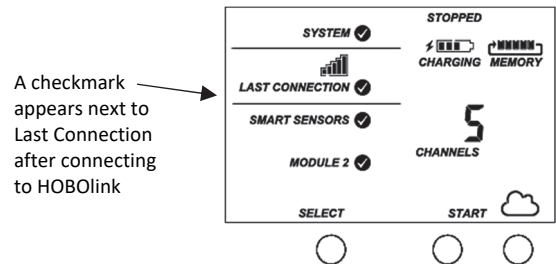 A checkmark
appears next to
Last Connection
after connecting
to HOBOlink
SYSTEM
STOPPED
CHARGING MEMORY
LAST CONNECTION
SMART SENSORS
5
MODULE 2
CHANNELS
SELECT
START